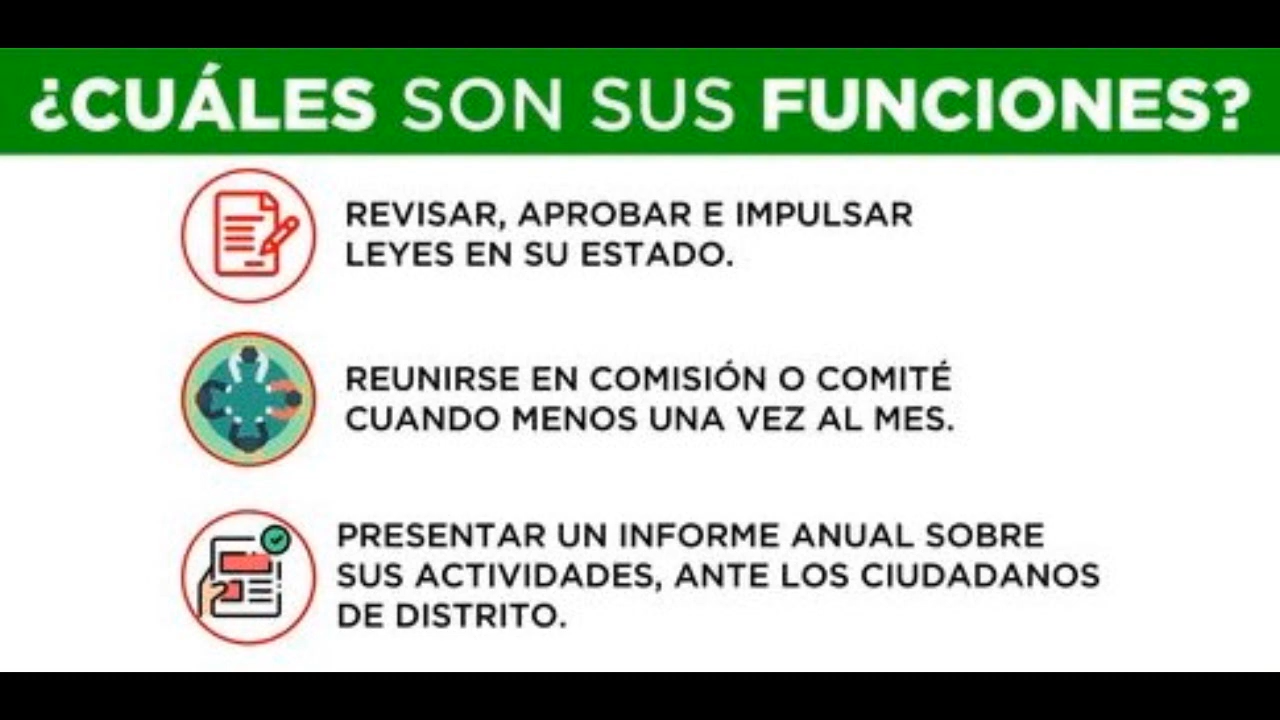 ¿CUÁLES SON SUS FUNCIONES?
REVISAR, APROBAR E IMPULSAR
LEYES EN SU ESTADO.
REUNIRSE EN COMISIÓN O COMITÉ
CUANDO MENOS UNA VEZ AL MES.
PRESENTAR UN INFORME ANUAL SOBRE
SUS ACTIVIDADES, ANTE LOS CIUDADANOS
DE DISTRITO.